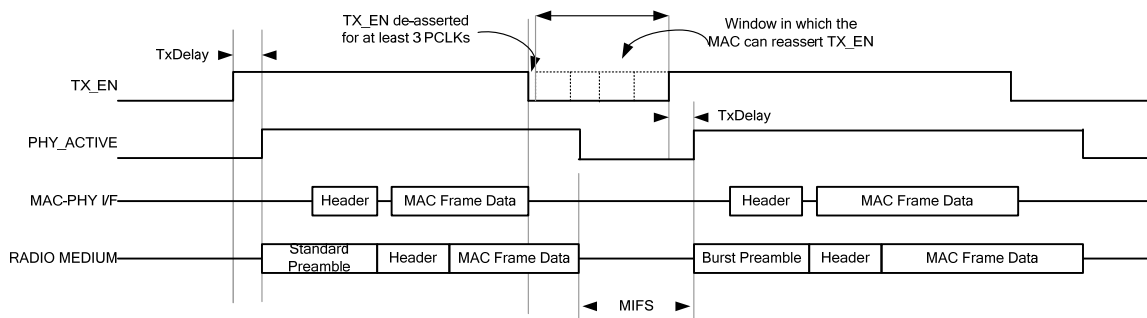 TX_EN de-asserted
for at least 3 PCLKs
Window in which the
MAC can reassert TX_EN
TxDelay
TX_EN
TxDelay
PHY_ACTIVE
MAC-PHY I/F
Header
MAC Frame Data
Header
MAC Frame Data
RADIO MEDIUM
Standard
Preamble
Header
MAC Frame Data
Burst Preamble
Header
MAC Frame Data
MIFS